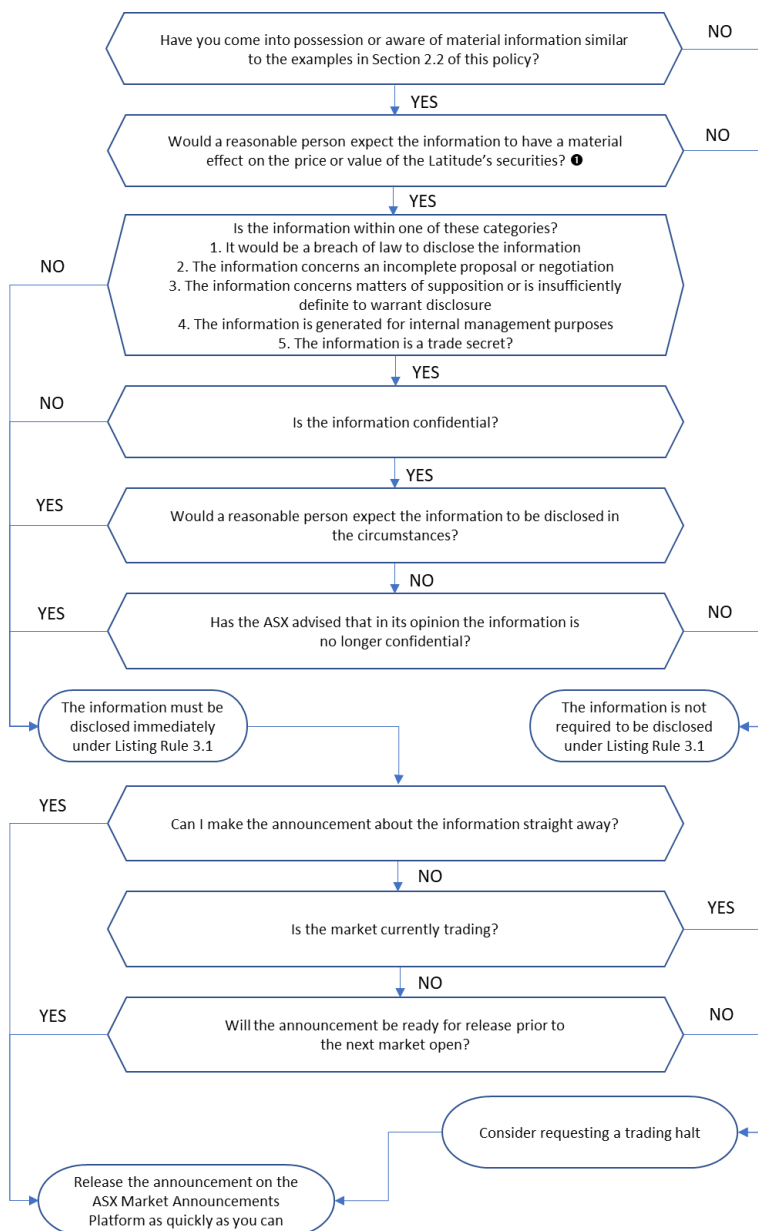 Have you come into possession or aware of material information similar
to the examples in Section 2.2 of this policy?
NO
YES
Would a reasonable person expect the information to have a material
effect on the price or value of the Latitude’s securities? ❶
NO
YES
Is the information within one of these categories?
1. It would be a breach of law to disclose the information
2. The information concerns an incomplete proposal or negotiation
3. The information concerns matters of supposition or is insufficiently
definite to warrant disclosure
4. The information is generated for internal management purposes
5. The information is a trade secret?
NO
YES
Is the information confidential?
NO
YES
Would a reasonable person expect the information to be disclosed in
the circumstances?
YES
NO
Has the ASX advised that in its opinion the information is
no longer confidential?
YES
NO
The information must be
disclosed immediately
under Listing Rule 3.1
The information is not
required to be disclosed
under Listing Rule 3.1
Can I make the announcement about the information straight away?
YES
NO
Is the market currently trading?
YES
NO
Will the announcement be ready for release prior to
the next market open?
YES
NO
Consider requesting a trading halt
Release the announcement on the
ASX Market Announcements
Platform as quickly as you can